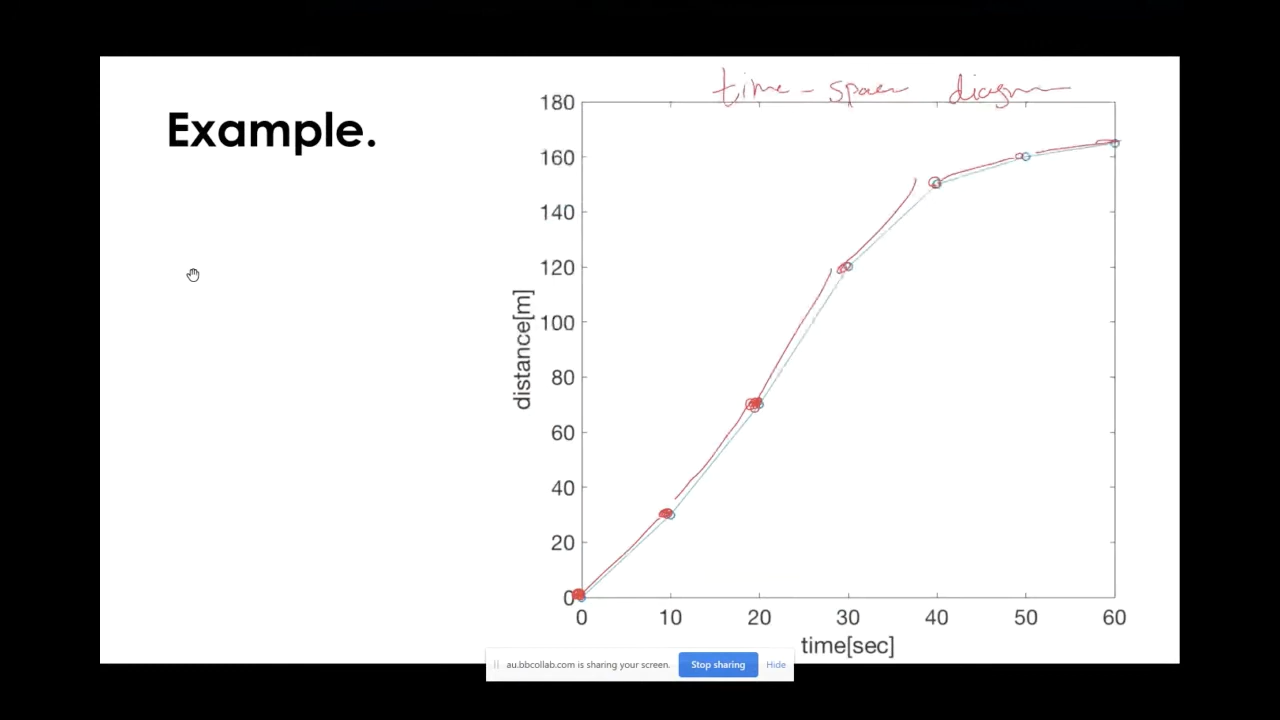 time - space diagram
Example.
180
160
140
120
100
80
60
40
20
0
distance[m]
0 10 20 30 40 50 60
time[sec]
au.bbcollab.com is sharing your screen. Stop sharing Hide